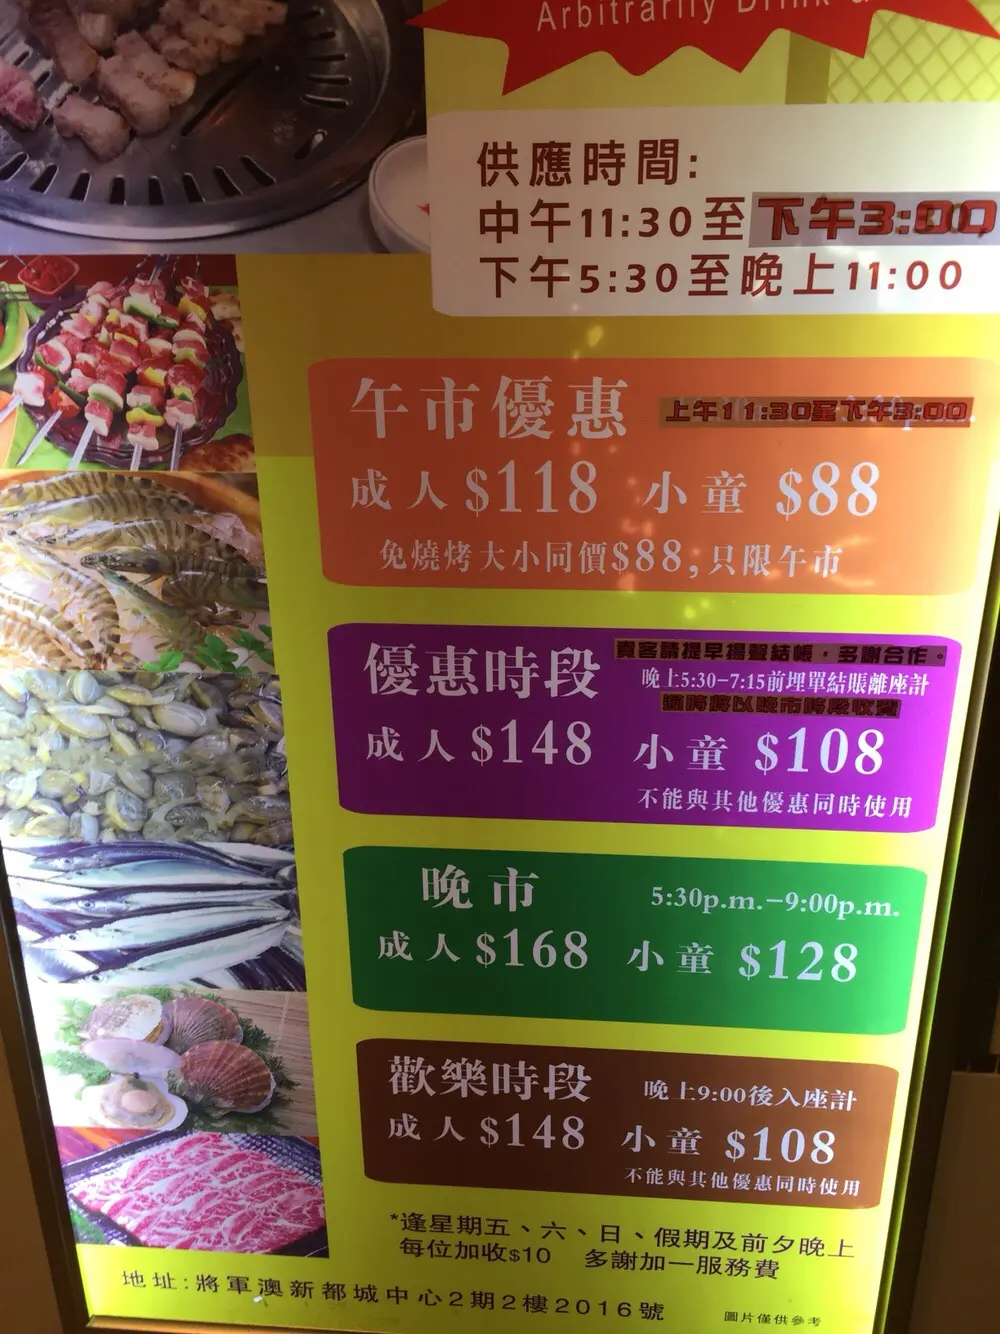 Arbitrarily Drink &
供應時間:
中午11:30至下午3:00
下午5:30至晚上11:00
午市優惠
上午11:30至下午3:00
成人$118 小童 $88
免燒烤大小同價$88,只限午市
優惠時段
貴客請提早揚聲結帳，多謝合作。
晚上5:30-7:15前埋單結賬離座計
過時將以晚市時段收費
成人$148 小童 $108
不能與其他優惠同時使用
晚市 5:30p.m.-9:00p.m.
成人$168 小童 $128
歡樂時段 晚上9:00後入座計
成人$148 小童 $108
不能與其他優惠同時使用
*逢星期五、六、日、假期及前夕晚上
每位加收$10 多謝加一服務費
地址:將軍澳新都城中心2期2樓2016號
圖片僅供參考